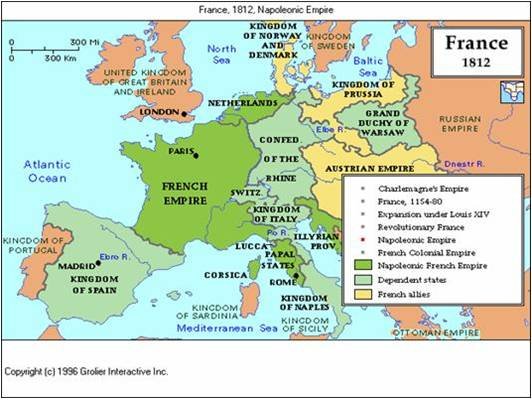 France, 1812, Napoleonic Empire
0 300 Mi
0 300 Km
North
Sea
KINGDOM
OF NORWAY
AND
DENMARK
KINGDOM OF
SWEDEN
Baltic
Sea
France
1812
UNITED KINGDOM
OF GREAT BRITAIN
AND IRELAND
LONDON
NETHERLANDS
KINGDOM OF
PRUSSIA
Elbe R.
GRAND
DUCHY OF
WARSAW
RUSSIAN
EMPIRE
PARIS
CONFED.
OF THE
RHINE
AUSTRIAN EMPIRE
Dnestr R.
Atlantic
Ocean
FRENCH
EMPIRE
SWITZ.
KINGDOM
OF ITALY
Po R.
ILLYRIAN
PROV.
LUCCA
PAPAL
STATES
KINGDOM OF
PORTUGAL
Ebro R.
MADRID
KINGDOM
OF SPAIN
CORSICA
ROME
KINGDOM
OF NAPLES
KINGDOM
OF SARDINIA
KINGDOM
OF SICILY
Mediterranean Sea
OTTOMAN EMPIRE
Charlemagne's Empire
France, 1154-80
Expansion under Louis XIV
Revolutionary France
Napoleonic Empire
French Colonial Empire
Napoleonic French Empire
Dependent states
French allies
Copyright (c) 1996 Grolier Interactive Inc.